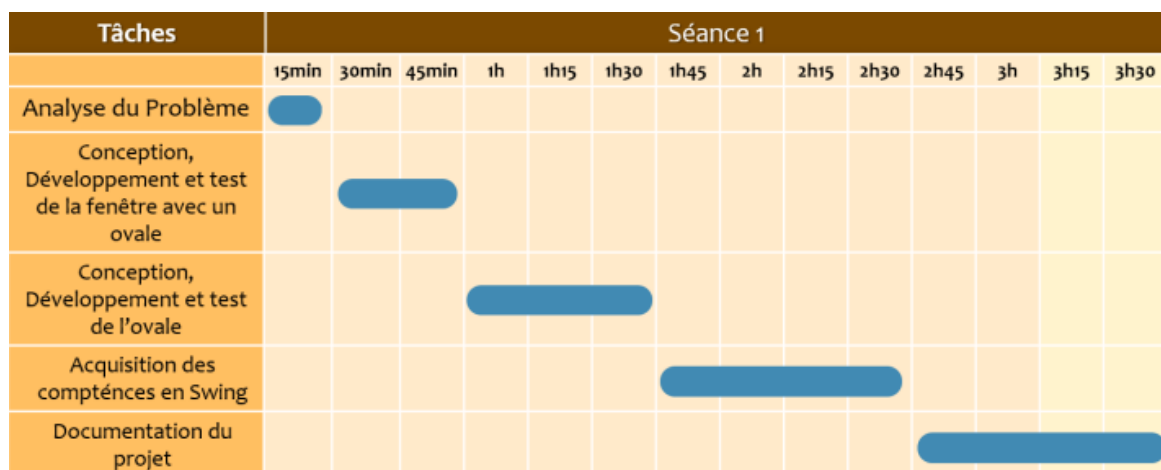 Tâches
Séance 1
15min 30min 45min 1h 1h15 1h30 1h45 2h 2h15 2h30 2h45 3h 3h15 3h30
Analyse du Problème
Conception,
Développement et test
de la fenêtre avec un
ovale
Conception,
Développement et test
de l'ovale
Acquisition des
compténces en Swing
Documentation du
projet